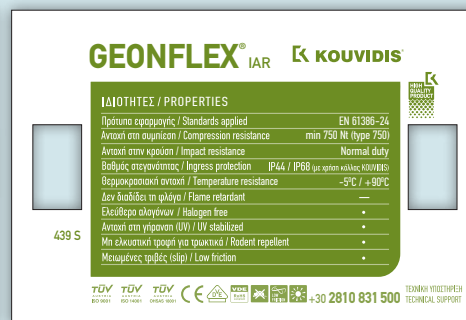 GEONFLEX® IAR
KOUVIDIS®
HIGH
QUALITY
PRODUCT
ΙΔΙΟΤΗΤΕΣ / PROPERTIES
Πρότυπα εφαρμογής / Standards applied EN 61386-24
Αντοχή στη συμπίεση / Compression resistance min 750 Nt (type 750)
Αντοχή στην κρούση / Impact resistance Normal duty
Βαθμός στεγανότητας / Ingress protection IP44 / IP68 (με χρήση κόλλας KOUVIDIS)
Θερμοκρασιακή αντοχή / Temperature resistance -5ºC / +90ºC
Δεν διαδίδει τη φλόγα / Flame retardant —
Ελεύθερο αλογόνων / Halogen free •
Αντοχή στη γήρανση (UV) / UV stabilized •
Μη ελκυστική τροφή για τρωκτικά / Rodent repellent •
Μειωμένες τριβές (slip) / Low friction •
439 S
TÜV AUSTRIA ISO 9001
TÜV AUSTRIA ISO 14001
TÜV AUSTRIA OHSAS 18001
CE
VDE
+30 2810 831 500
ΤΕΧΝΙΚΗ ΥΠΟΣΤΗΡΙΞΗ
TECHNICAL SUPPORT